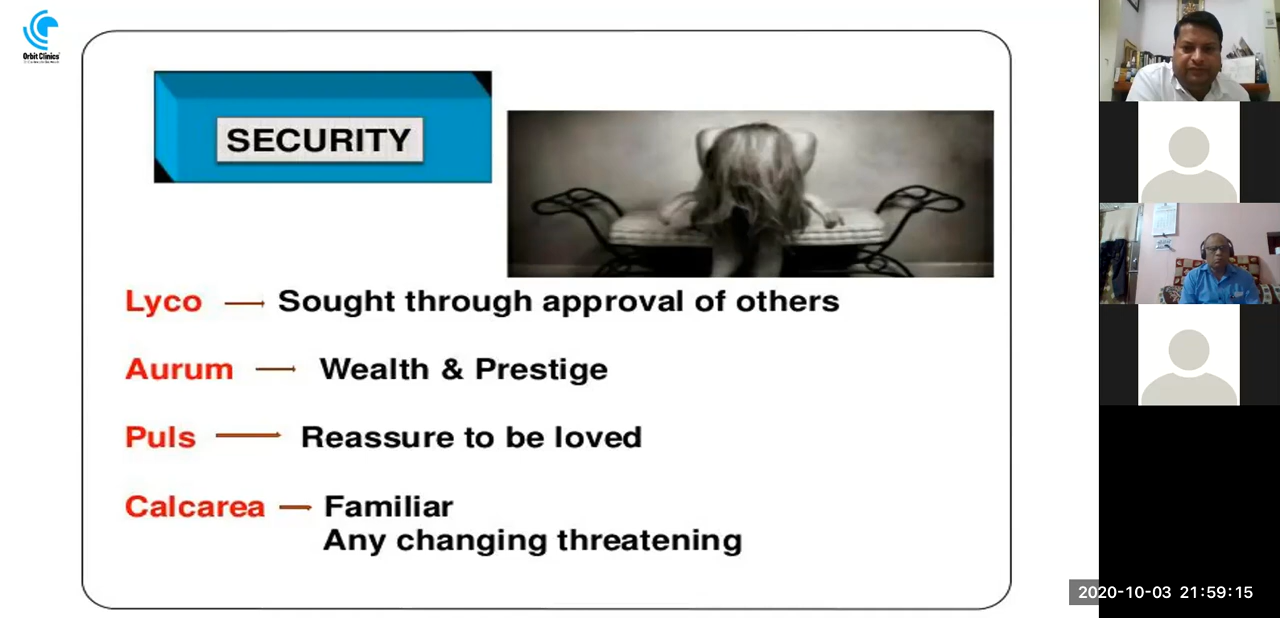 Orbit Clinics
SECURITY
Lyco → Sought through approval of others
Aurum → Wealth & Prestige
Puls → Reassure to be loved
Calcarea → Familiar
Any changing threatening
2020-10-03 21:59:15